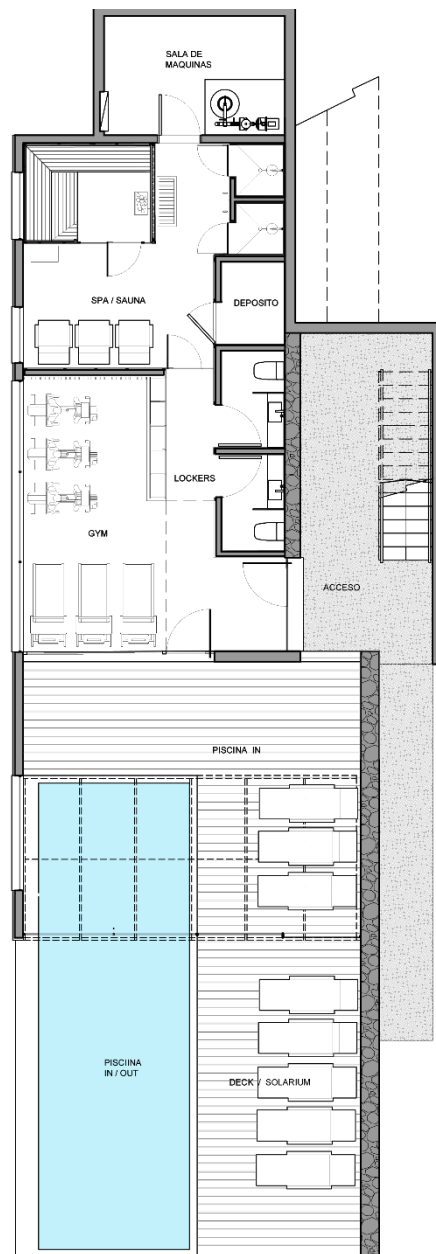 SALA DE
MAQUINAS
SPA / SAUNA
DEPOSITO
LOCKERS
GYM
ACCESO
PISCINA IN
PISCIINA
IN / OUT
DECK / SOLARIUM